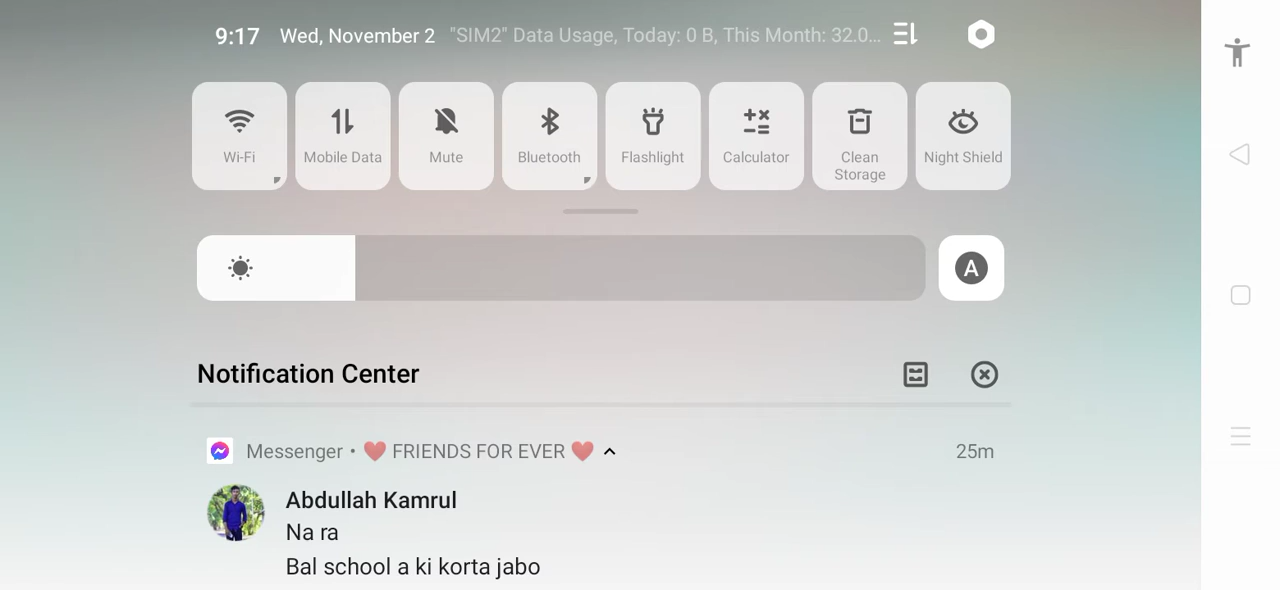 9:17 Wed, November 2 "SIM2" Data Usage, Today: 0 B, This Month: 32.0...
Wi-Fi Mobile Data Mute Bluetooth Flashlight Calculator Clean Storage Night Shield
A
Notification Center
Messenger • ❤️ FRIENDS FOR EVER ❤️ 25m
Abdullah Kamrul
Na ra
Bal school a ki korta jabo